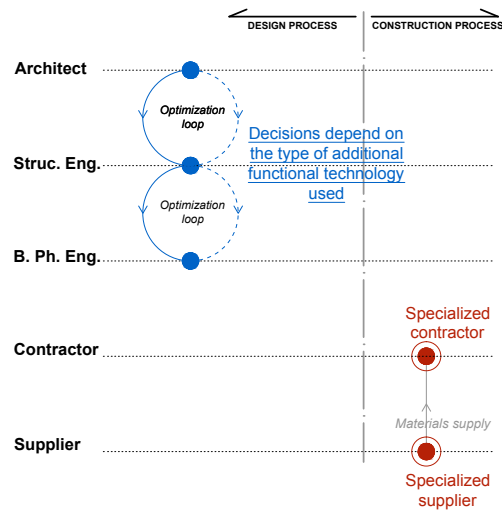 DESIGN PROCESS
CONSTRUCTION PROCESS
Architect
Optimization
loop
Decisions depend on
the type of additional
functional technology
used
Struc. Eng.
Optimization
loop
B. Ph. Eng.
Specialized
contractor
Contractor
Materials supply
Supplier
Specialized
supplier